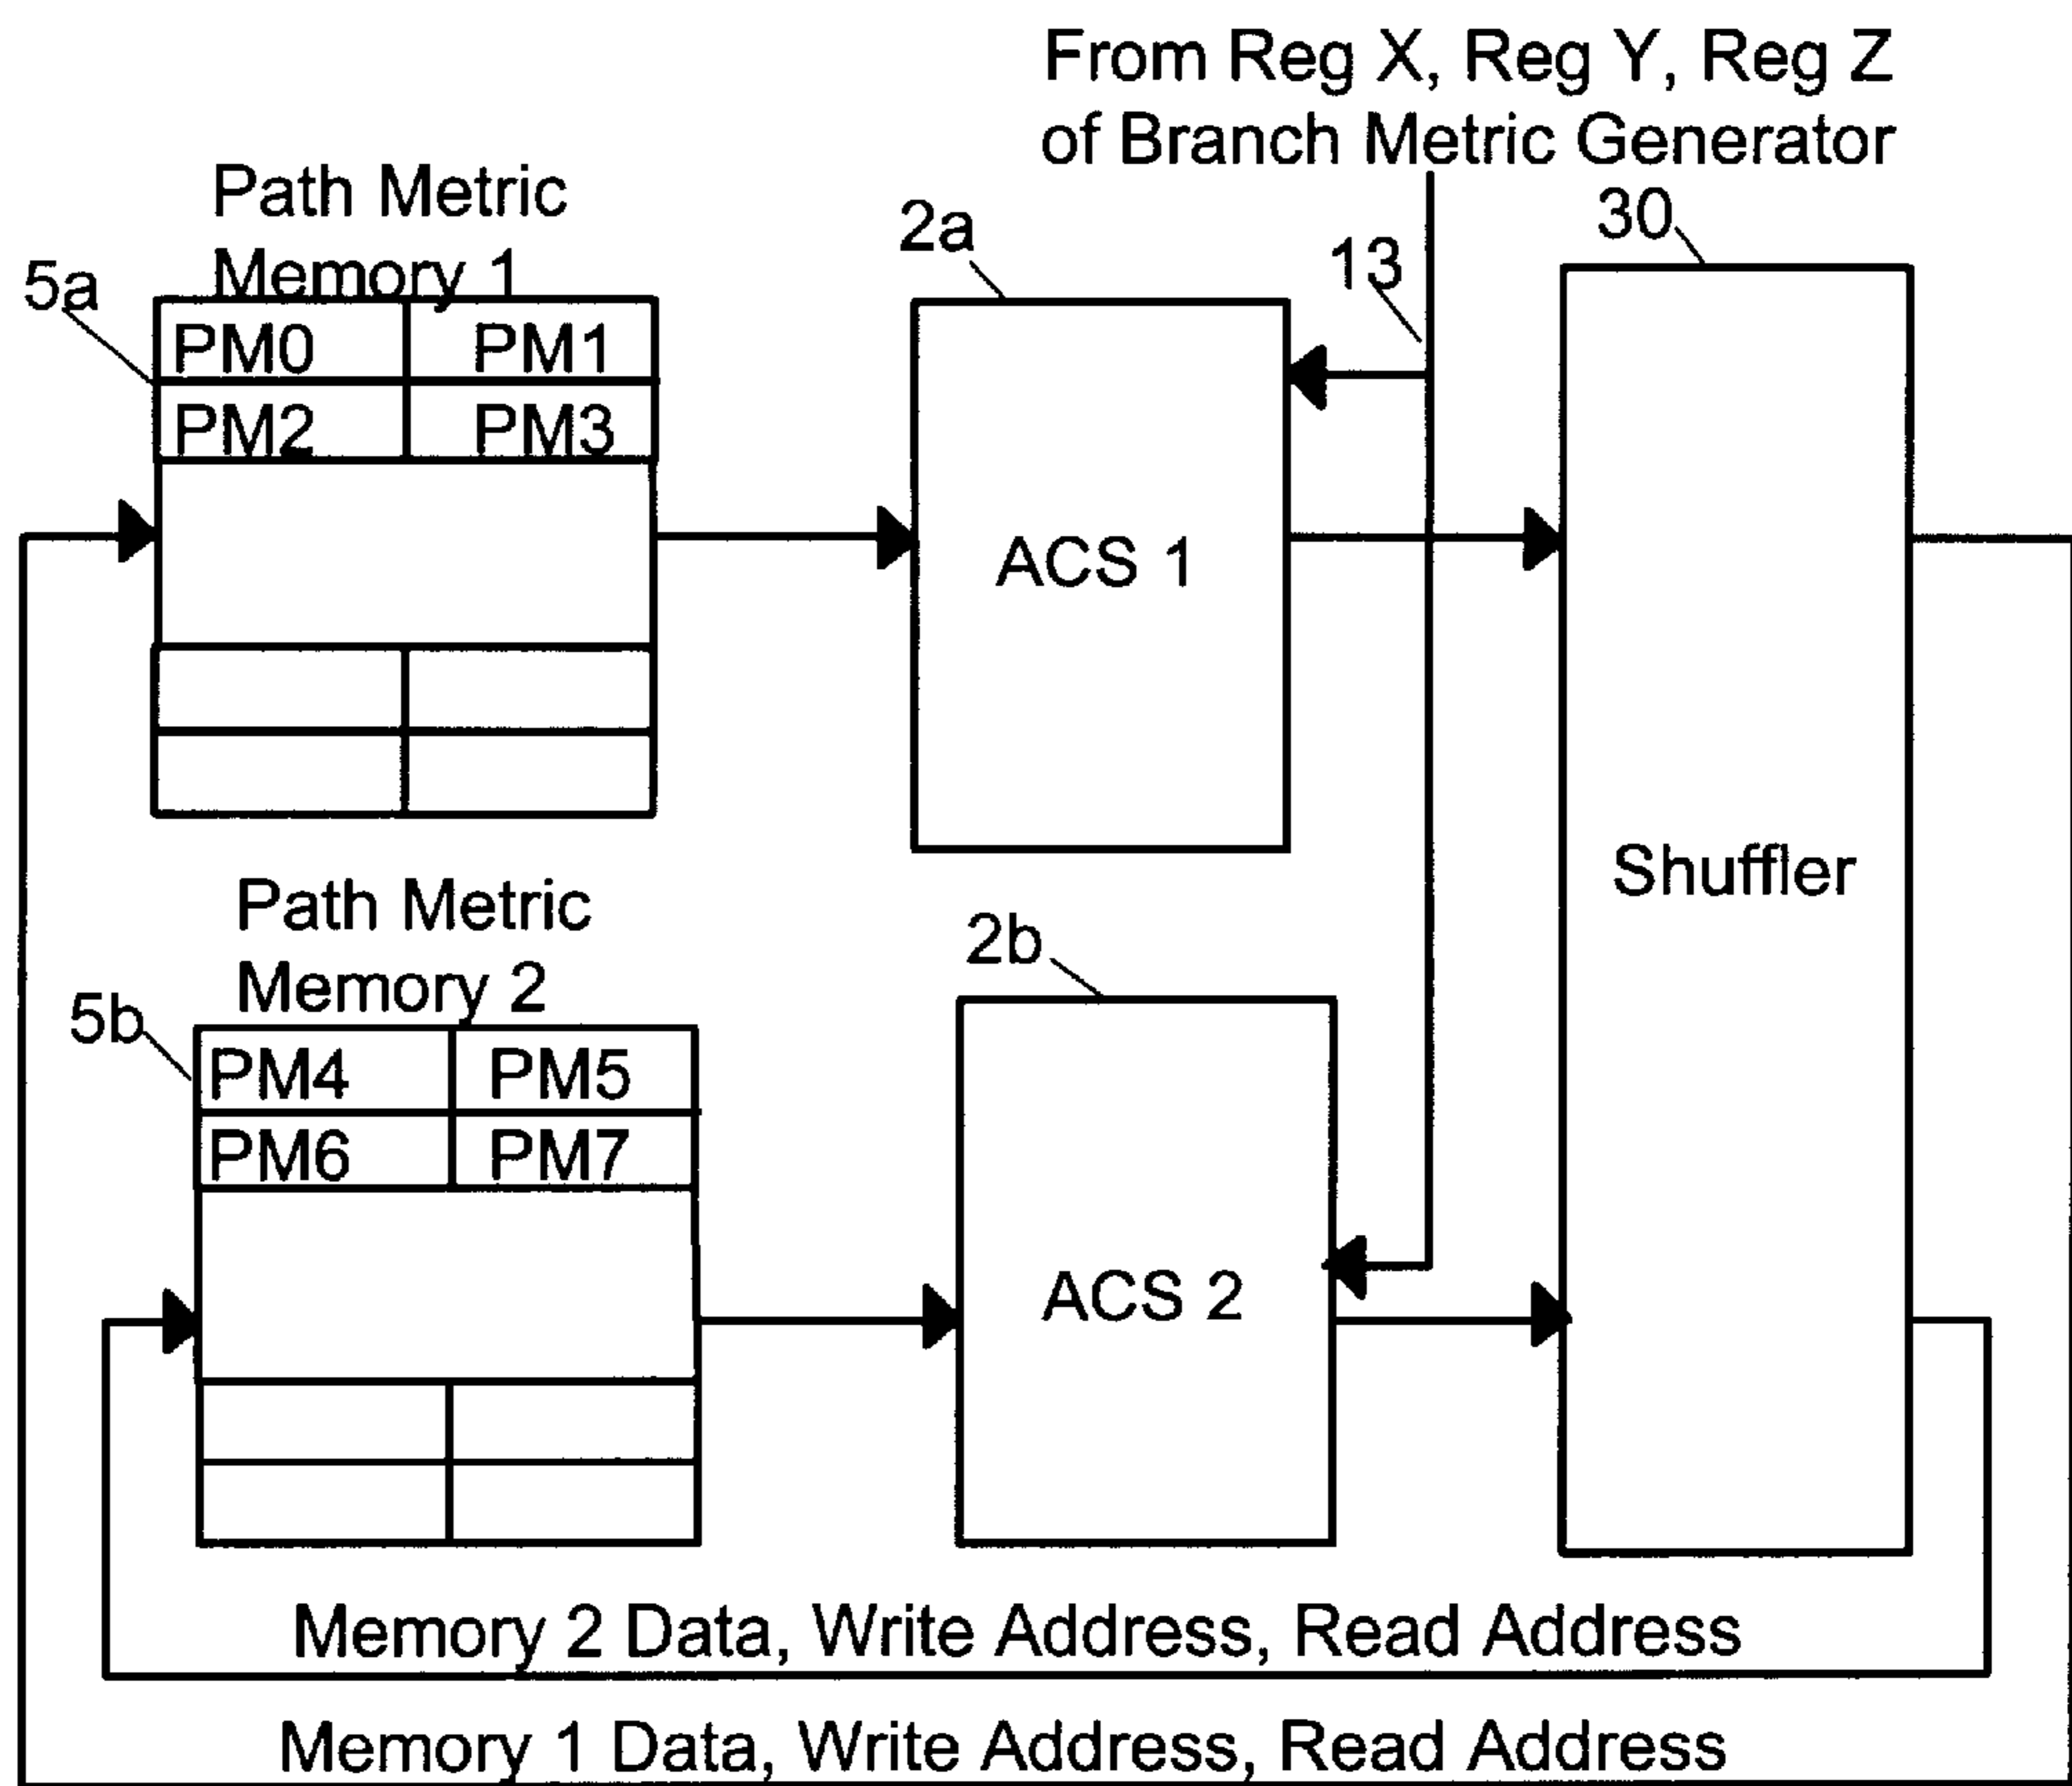 From Reg X, Reg Y, Reg Z
of Branch Metric Generator
Path Metric
Memory 1
5a
2a
13
30
PM0 PM1
PM2 PM3
ACS 1
Shuffler
Path Metric
Memory 2
5b
2b
PM4 PM5
PM6 PM7
ACS 2
Memory 2 Data, Write Address, Read Address
Memory 1 Data, Write Address, Read Address